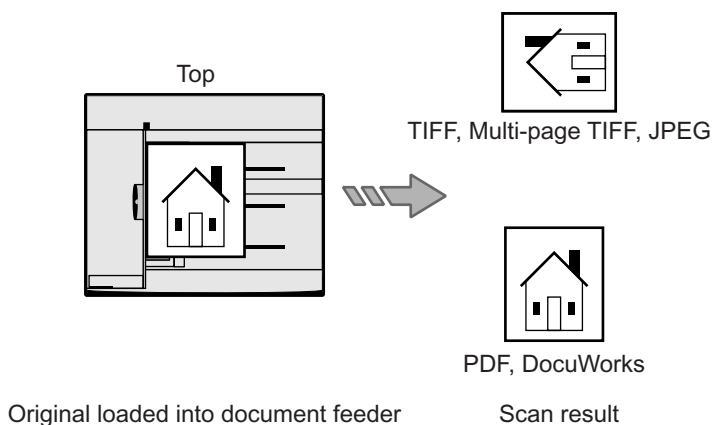 Top
TIFF, Multi-page TIFF, JPEG
PDF, DocuWorks
Original loaded into document feeder
Scan result